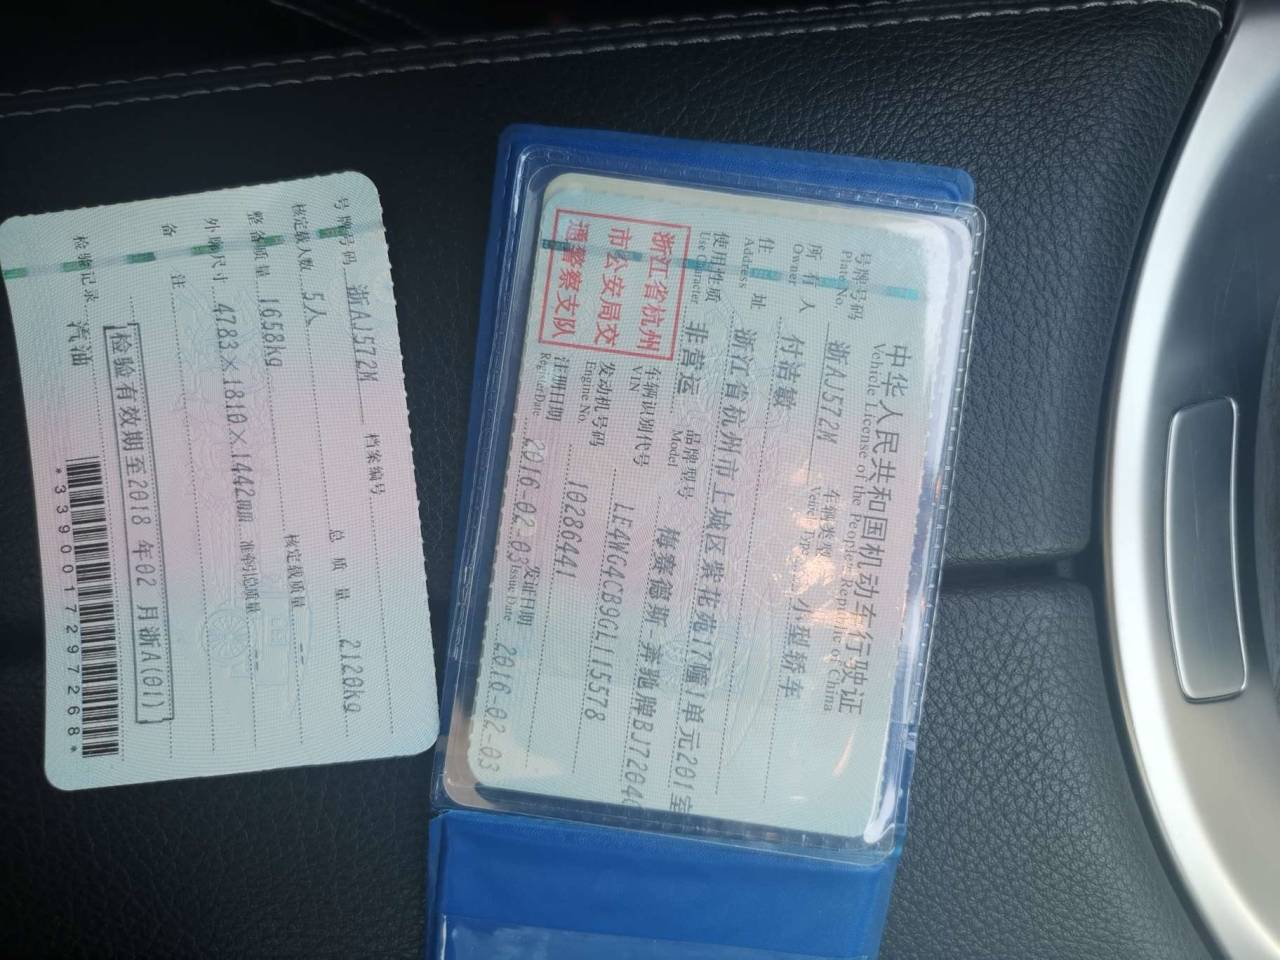 中华人民共和国机动车行驶证
Vehicle License of the People's Republic of China
号牌号码 浙AJ572M 车辆类型 小型轿车
Plate No. Vehicle Type
所有人 付洁敏
Owner
住址 浙江省杭州市上城区紫花苑17幢1单元201室
Address
使用性质 非营运 品牌型号 梅赛德斯-奔驰牌BJ7204
Use Character Model
浙江省杭州
市公安局交
通警察支队
车辆识别代号 LE4WG4CB9GL115578
VIN
发动机号码 10286441
Engine No.
注册日期 2016-02-03 发证日期 2016-02-03
Register Date Issue Date
号牌号码 浙AJ572M 档案编号
核定载人数 5人 总质量 2120kg
整备质量 1658kg 核定载质量 --
外廓尺寸 4783×1810×1442mm 准牵引总质量 --
备注
检验有效期至2018年02月浙A(01)
检验记录 汽油
*3390017297268*